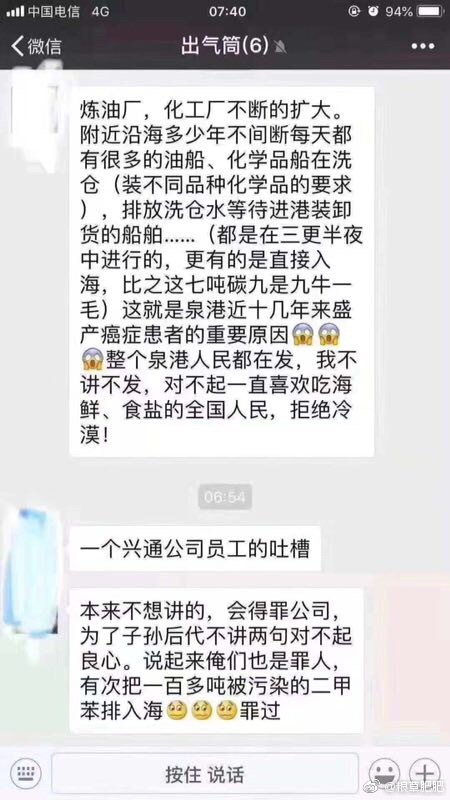 中国电信 4G 07:40 94%
微信 出气筒(6)
炼油厂，化工厂不断的扩大。
附近沿海多少年不间断每天都
有很多的油船、化学品船在洗
仓（装不同品种化学品的要求
），排放洗仓水等待进港装卸
货的船舶……（都是在三更半夜
中进行的，更有的是直接入
海，比之这七吨碳九是九牛一
毛）这就是泉港近十几年来盛
产癌症患者的重要原因😱😱
😱整个泉港人民都在发，我不
讲不发，对不起一直喜欢吃海
鲜、食盐的全国人民，拒绝冷
漠！
06:54
一个兴通公司员工的吐槽
本来不想讲的，会得罪公司，
为了子孙后代不讲两句对不起
良心。说起来俺们也是罪人，
有次把一百多吨被污染的二甲
苯排入海😢😢😢罪过
按住 说话
@根草肥肥